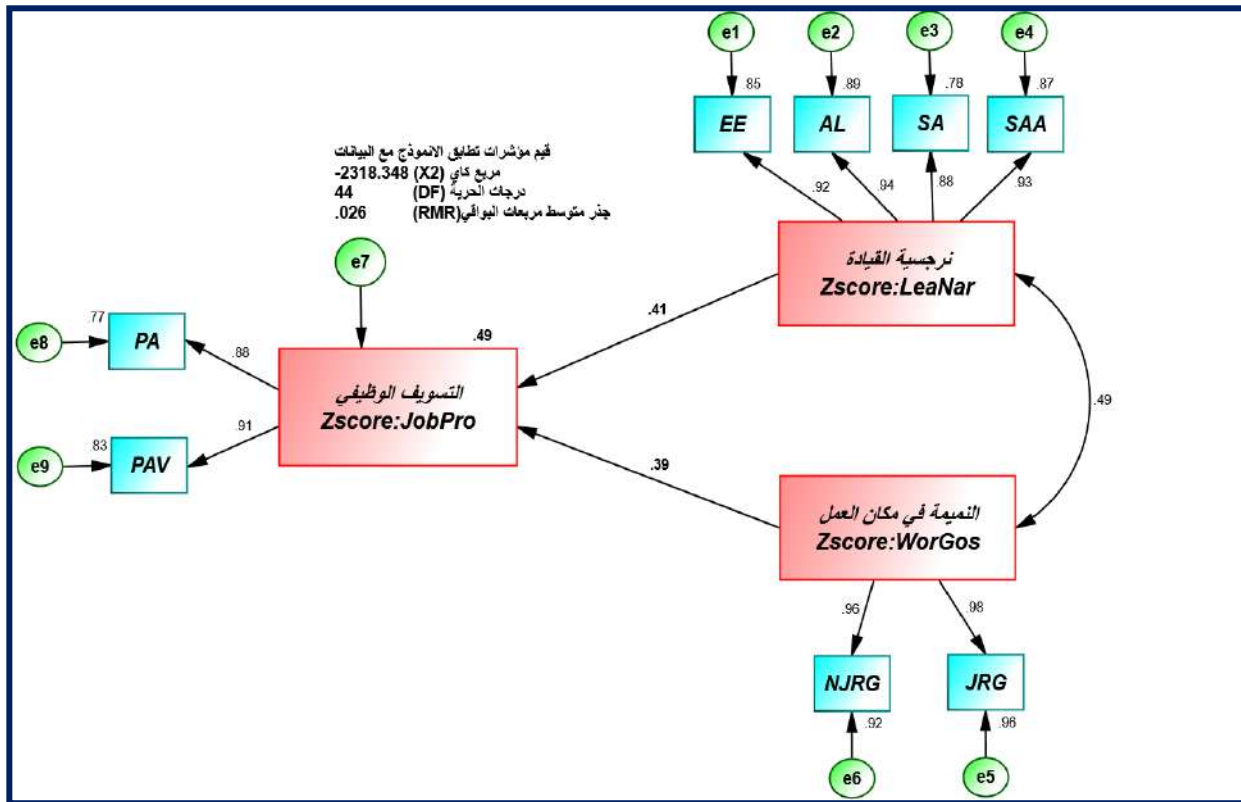 e1
e2
e3
e4
.85
.89
.78
.87
EE
AL
SA
SAA
.92
.94
.88
.93
قيم مؤشرات تطابق الانموذج مع البيانات
مربع كاي (X2) 2318.348-
درجات الحرية (DF) 44
جذر متوسط مربعات البواقي(RMR) .026
نرجسية القيادة
Zscore:LeaNar
e7
.41
.49
.49
e8
.77
PA
.88
التسويف الوظيفي
Zscore:JobPro
e9
.83
PAV
.91
.39
النميمة في مكان العمل
Zscore:WorGos
.96
.98
NJRG
JRG
.92
.96
e6
e5